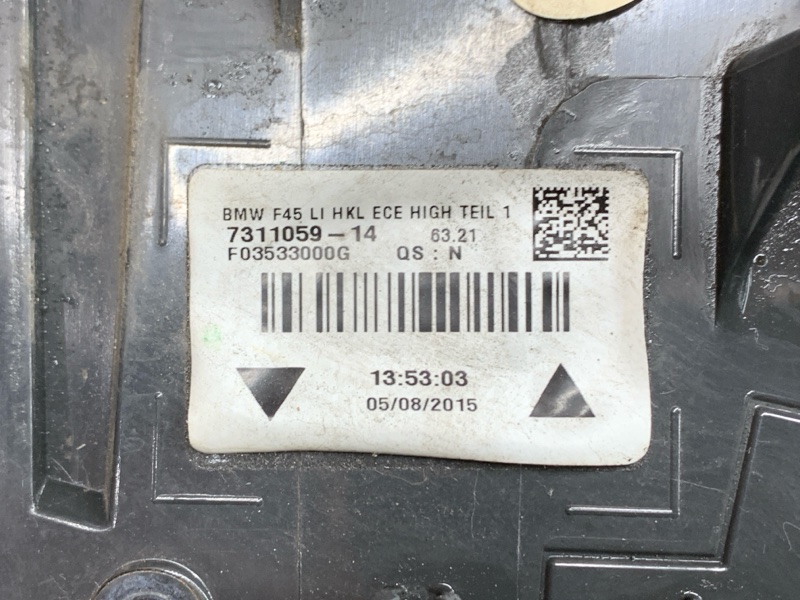 BMW F45 LI HKL ECE HIGH TEIL 1
7311059-14 63.21
F03533000G QS : N
13:53:03
05/08/2015